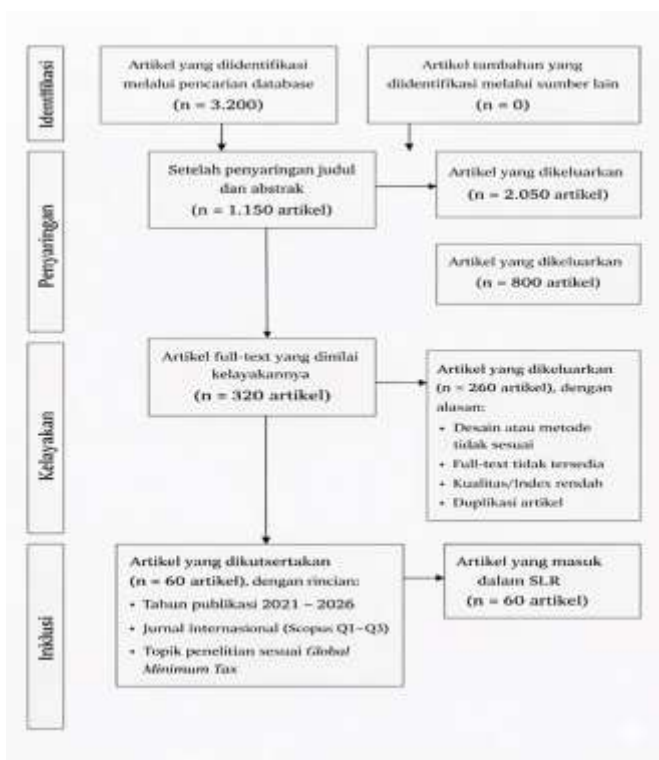 Identifikasi
Artikel yang diidentifikasi
melalui pencarian database
(n = 3.200)
Artikel tambahan yang
diidentifikasi melalui sumber lain
(n = 0)
Penyaringan
Setelah penyaringan judul
dan abstrak
(n = 1.150 artikel)
Artikel yang dikeluarkan
(n = 2.050 artikel)
Artikel yang dikeluarkan
(n = 800 artikel)
Kelayakan
Artikel full-text yang dinilai
kelayakannya
(n = 320 artikel)
Artikel yang dikeluarkan
(n = 260 artikel), dengan
alasan:
• Desain atau metode
tidak sesuai
• Full-text tidak tersedia
• Kualitas/Index rendah
• Duplikasi artikel
Inklusi
Artikel yang dikutsertakan
(n = 60 artikel), dengan rincian:
• Tahun publikasi 2021 – 2026
• Jurnal internasional (Scopus Q1–Q3)
• Topik penelitian sesuai Global
Minimum Tax
Artikel yang masuk
dalam SLR
(n = 60 artikel)